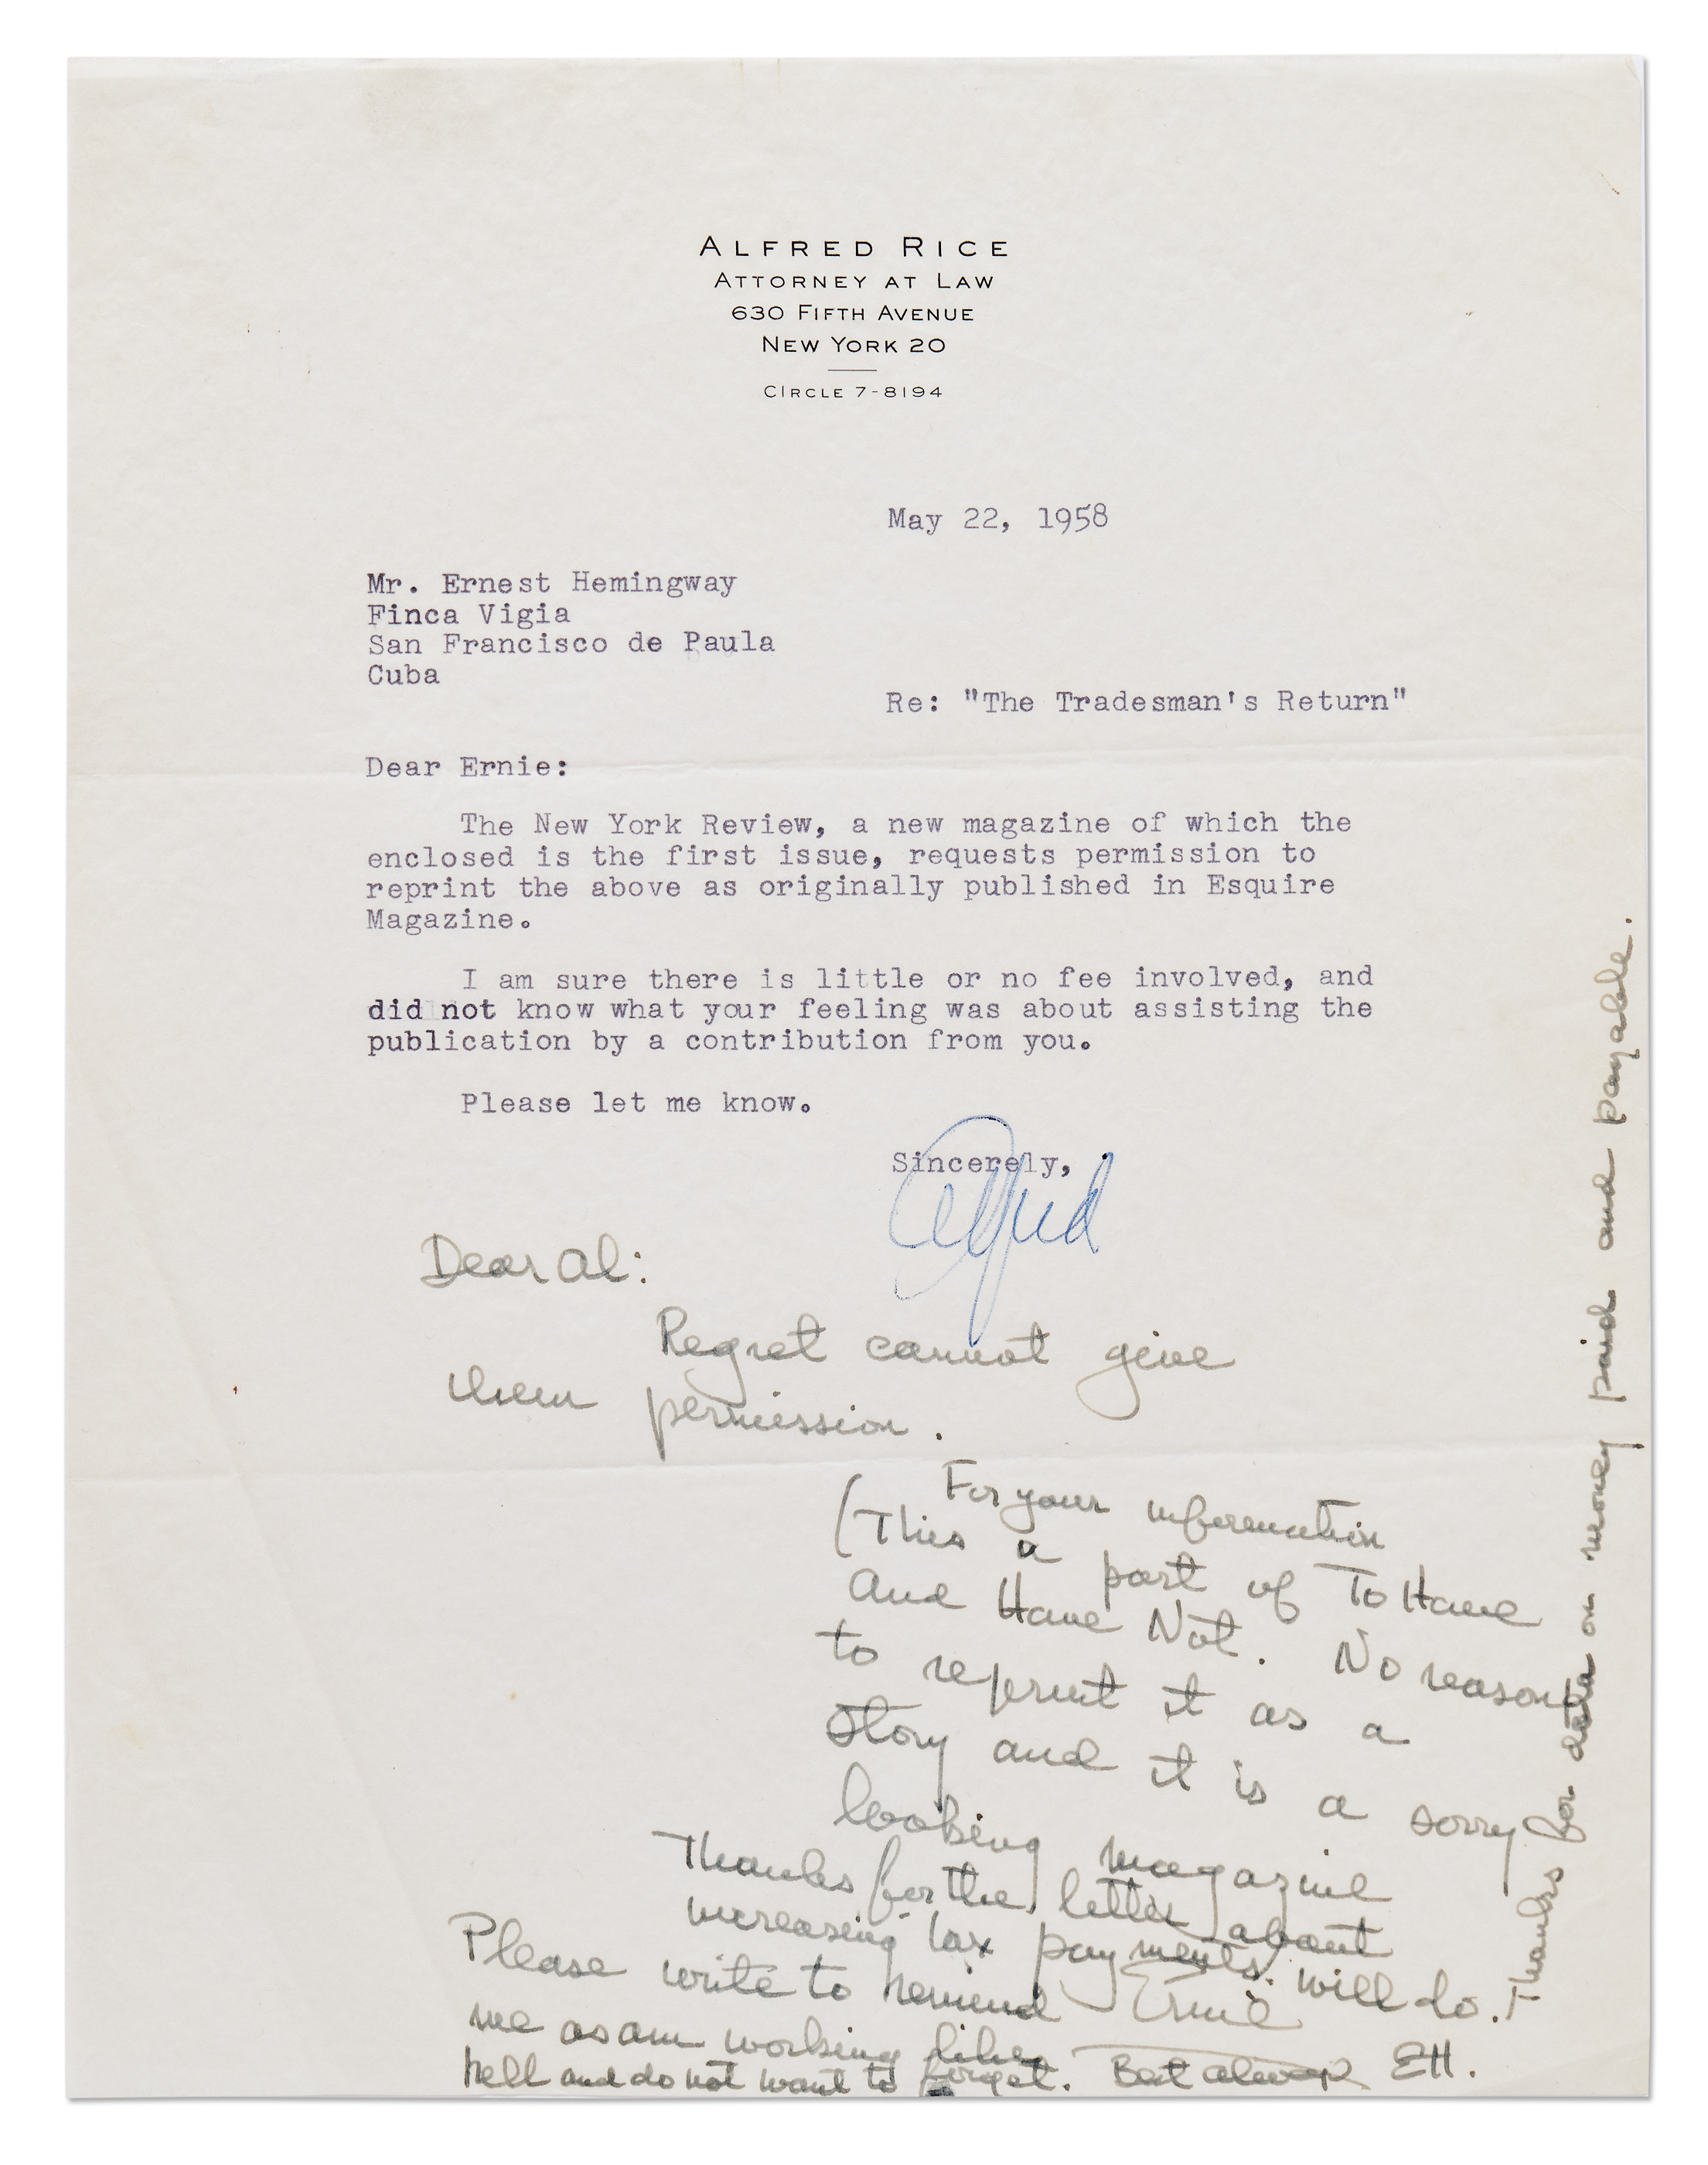 ALFRED RICE
ATTORNEY AT LAW
630 FIFTH AVENUE
NEW YORK 20
CIRCLE 7-8194
May 22, 1958
Mr. Ernest Hemingway
Finca Vigia
San Francisco de Paula
Cuba
Re: "The Tradesman's Return"
Dear Ernie:
The New York Review, a new magazine of which the
enclosed is the first issue, requests permission to
reprint the above as originally published in Esquire
Magazine.
I am sure there is little or no fee involved, and
did not know what your feeling was about assisting the
publication by a contribution from you.
Please let me know.
Sincerely,
Alfred
Dear Al:
Regret cannot give
them permission.
For your information
(This a part of To Have
And Have Not. No reason
to reprint it as a
story and it is a sorry
looking magazine
Thanks for the letter about
increasing tax payments. Will do.
Please write to remind
me as am working like
hell and do not want to forget.
Ernie
Best always EH.
Thanks for data on money paid and payable.